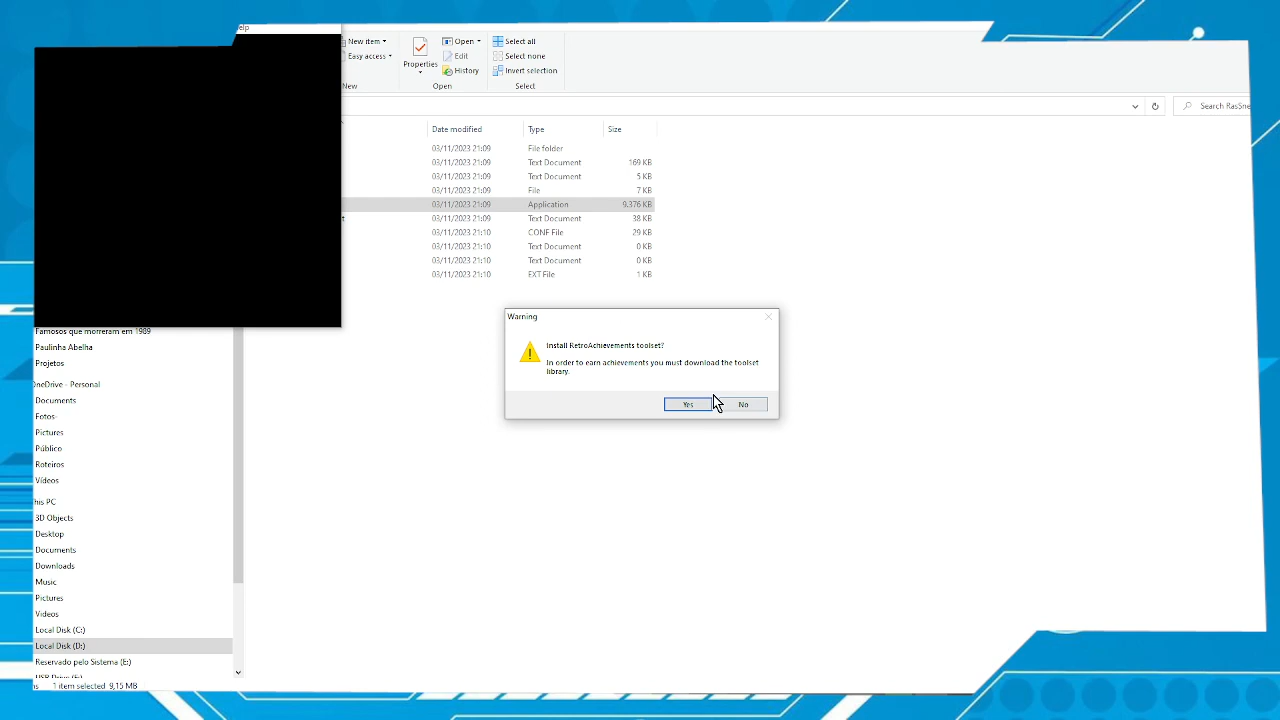 elp
New item
Easy access
New
Properties
Open
Edit
History
Open
Select all
Select none
Invert selection
Select
Search RasSne
Date modified Type Size
03/11/2023 21:09 File folder
03/11/2023 21:09 Text Document 169 KB
03/11/2023 21:09 Text Document 5 KB
03/11/2023 21:09 File 7 KB
03/11/2023 21:09 Application 9.376 KB
t 03/11/2023 21:09 Text Document 38 KB
03/11/2023 21:10 CONF File 29 KB
03/11/2023 21:10 Text Document 0 KB
03/11/2023 21:10 Text Document 0 KB
03/11/2023 21:10 EXT File 1 KB
Warning
Install RetroAchievements toolset?
In order to earn achievements you must download the toolset
library.
Yes No
Famosos que morreram em 1989
Paulinha Abelha
Projetos
OneDrive - Personal
Documents
Fotos-
Pictures
Público
Roteiros
Vídeos
his PC
3D Objects
Desktop
Documents
Downloads
Music
Pictures
Videos
Local Disk (C:)
Local Disk (D:)
Reservado pelo Sistema (E:)
ns 1 item selected 9,15 MB